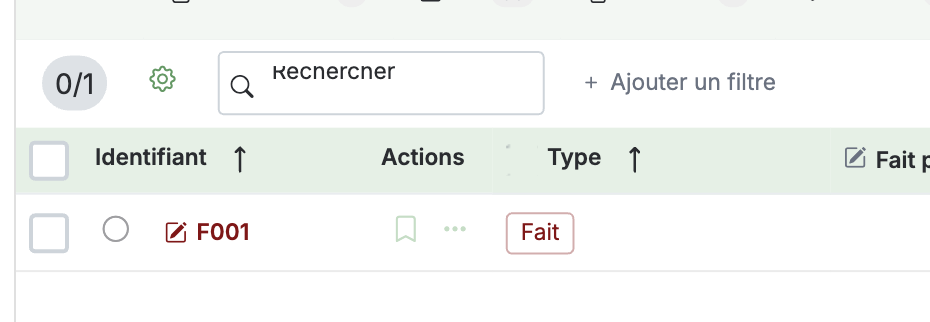 0/1 Rechercher + Ajouter un filtre
Identifiant ↑ Actions Type ↑ Fait p
F001 ••• Fait